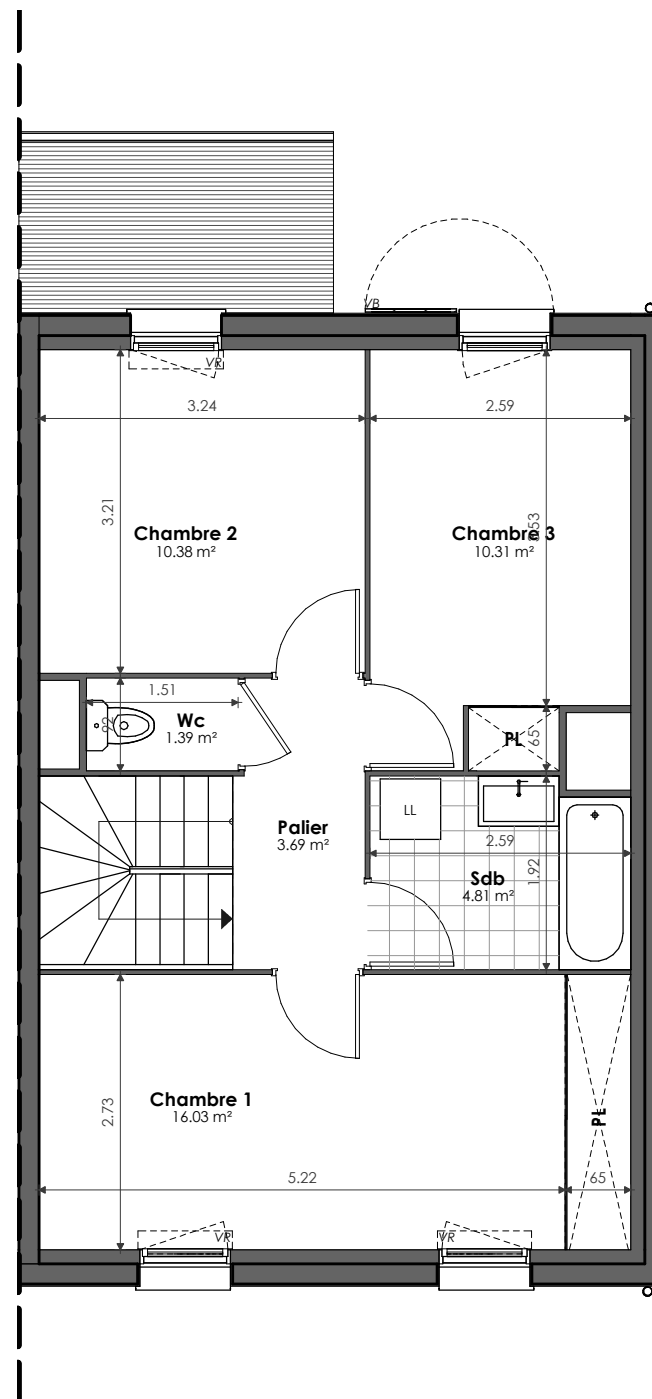 VB
VR
3.24
2.59
3.21
Chambre 2
10.38 m²
Chambre 3
10.31 m²
1.51
92
Wc
1.39 m²
PL
65
LL
Palier
3.69 m²
2.59
1.92
Sdb
4.81 m²
2.73
Chambre 1
16.03 m²
PL
5.22
65
VR
VR